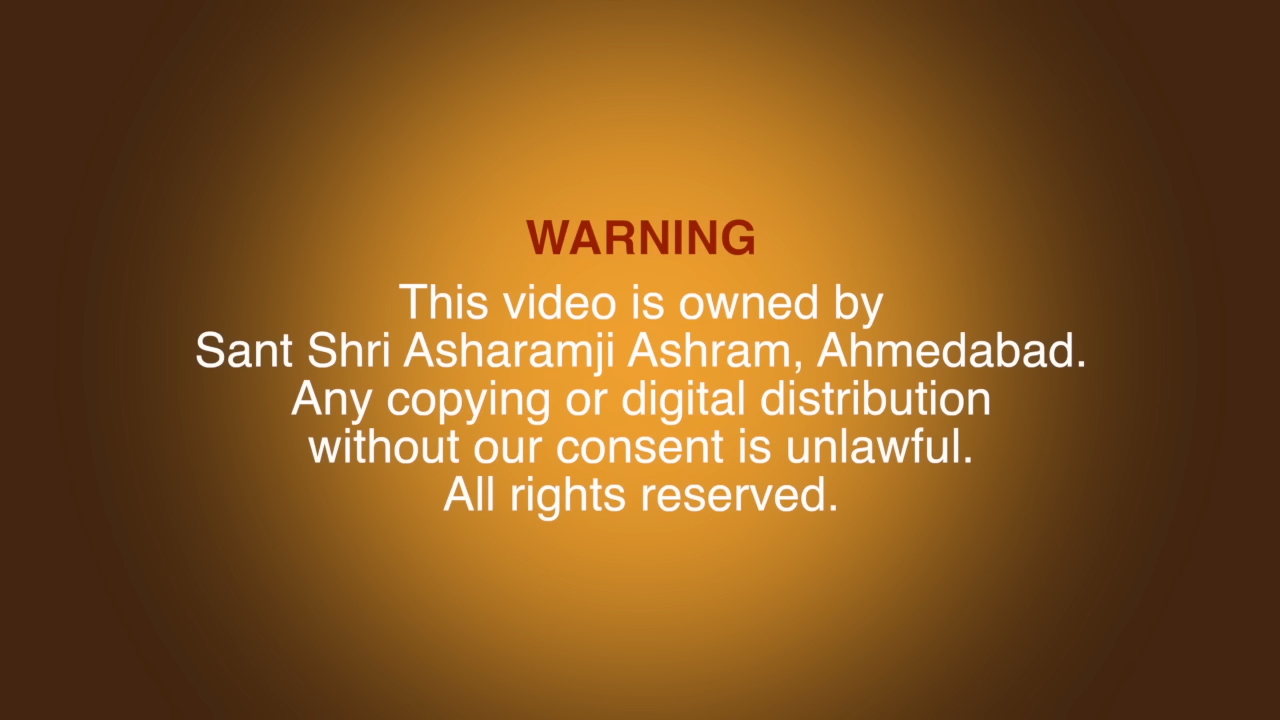 WARNING
This video is owned by
Sant Shri Asharamji Ashram, Ahmedabad.
Any copying or digital distribution
without our consent is unlawful.
All rights reserved.